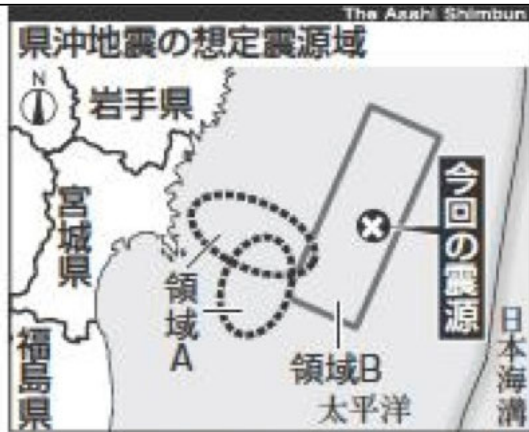 The Asahi Shimbun
県沖地震の想定震源域
N
岩手県
宮城県
福島県
領域A
領域B
今回の震源
太平洋
日本海溝